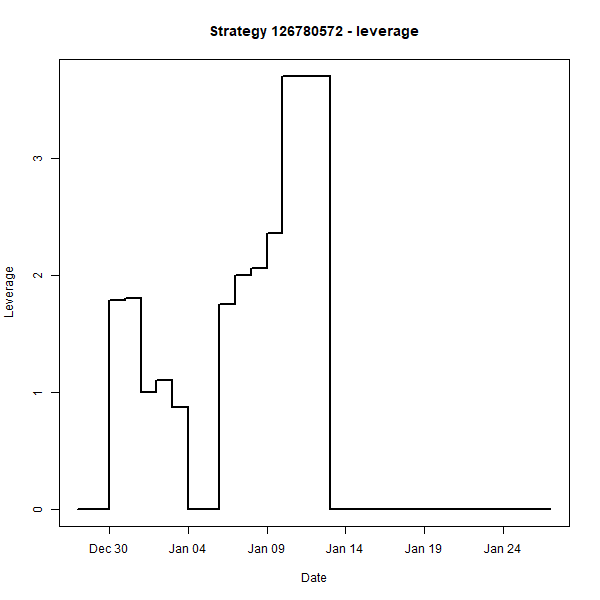 Strategy 126780572 - leverage
Leverage
3
2
1
0
Dec 30 Jan 04 Jan 09 Jan 14 Jan 19 Jan 24
Date